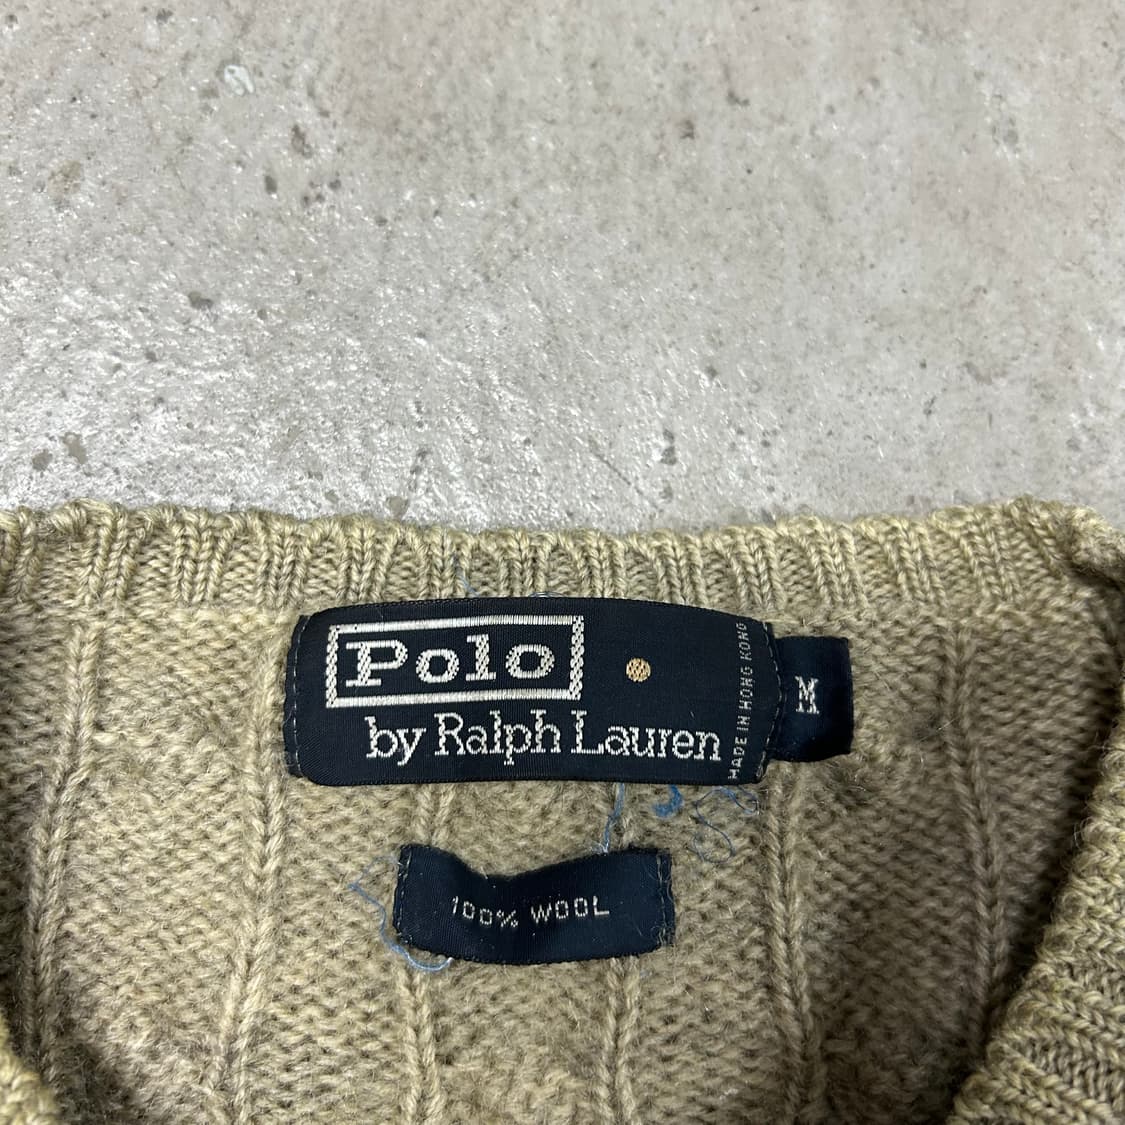 Polo
by Ralph Lauren
MADE IN HONG KONG
M
100% WOOL